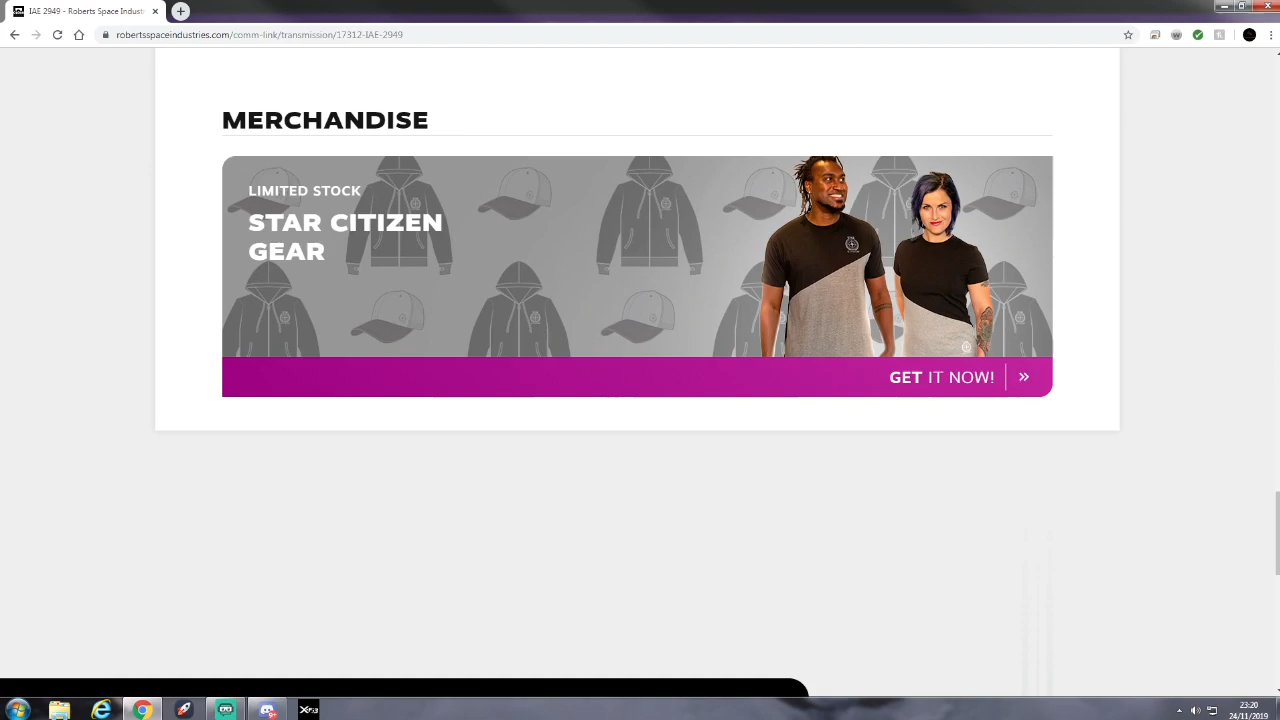 IAE 2949 - Roberts Space Industr
robertsspaceindustries.com/comm-link/transmission/17312-IAE-2949
MERCHANDISE
LIMITED STOCK
STAR CITIZEN
GEAR
GET IT NOW!
23:20
24/11/2019